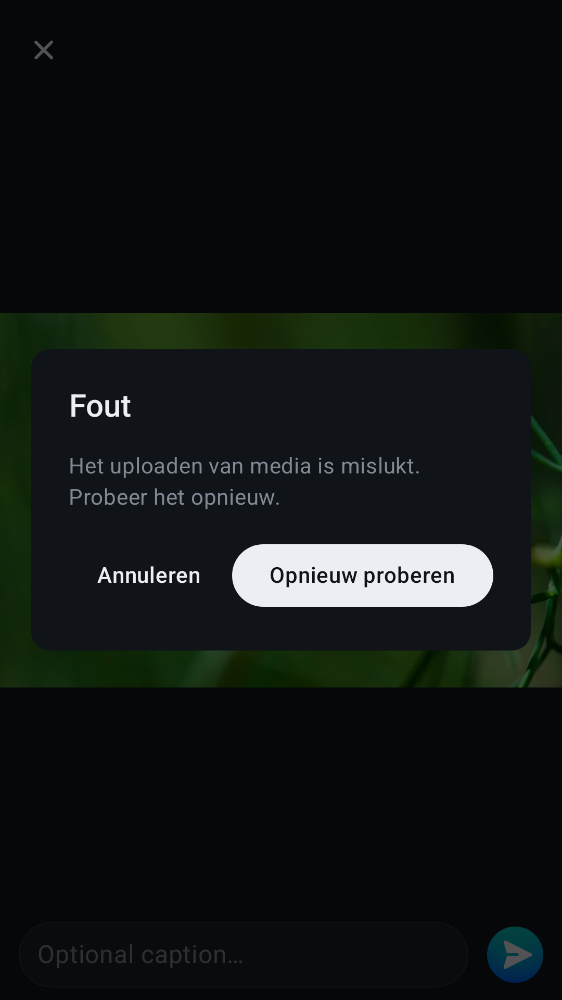 Fout
Het uploaden van media is mislukt.
Probeer het opnieuw.
Annuleren
Opnieuw proberen
Optional caption…